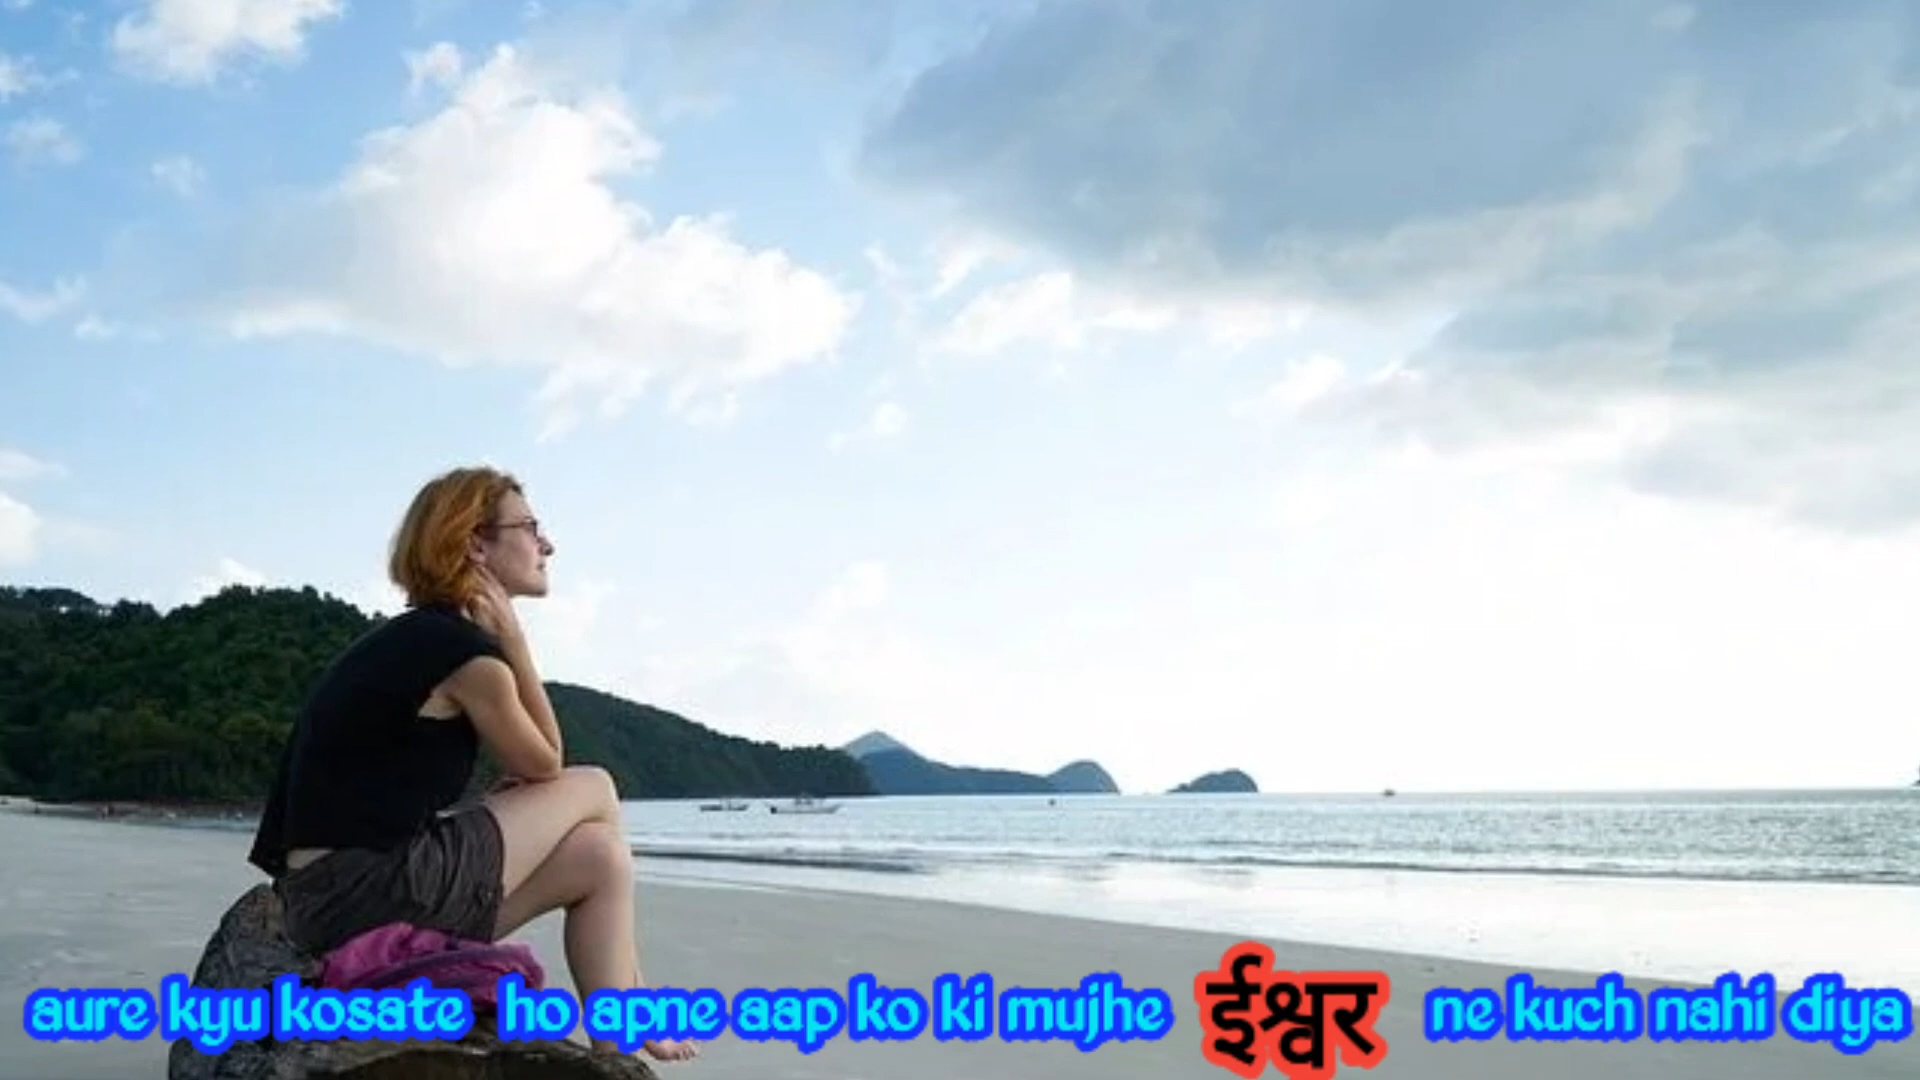 aure kyu kosate ho apne aap ko ki mujhe ईश्वर ne kuch nahi diya